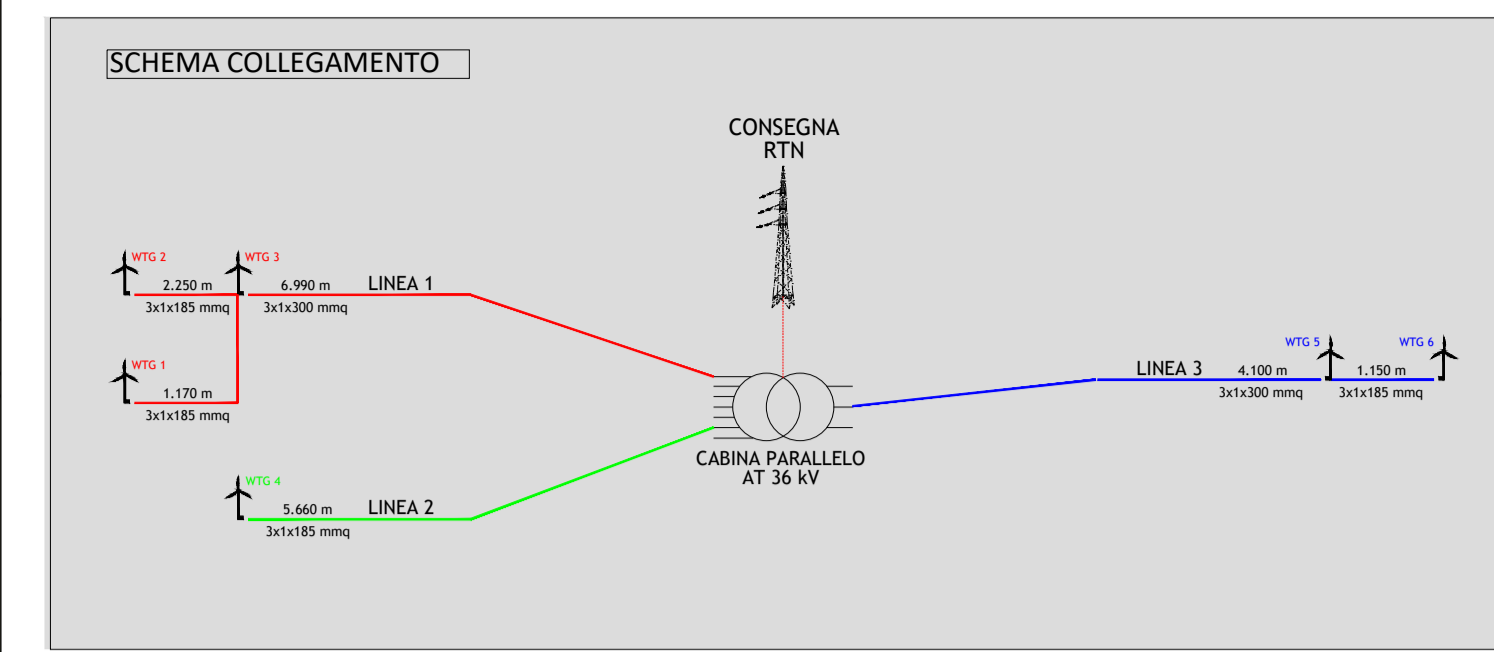 SCHEMA COLLEGAMENTO
CONSEGNA
RTN
WTG 2
WTG 3
2.250 m
6.990 m
LINEA 1
3x1x185 mmq
3x1x300 mmq
WTG 1
1.170 m
3x1x185 mmq
WTG 5
WTG 6
LINEA 3
4.100 m
1.150 m
3x1x300 mmq
3x1x185 mmq
CABINA PARALLELO
AT 36 kV
WTG 4
5.660 m
LINEA 2
3x1x185 mmq